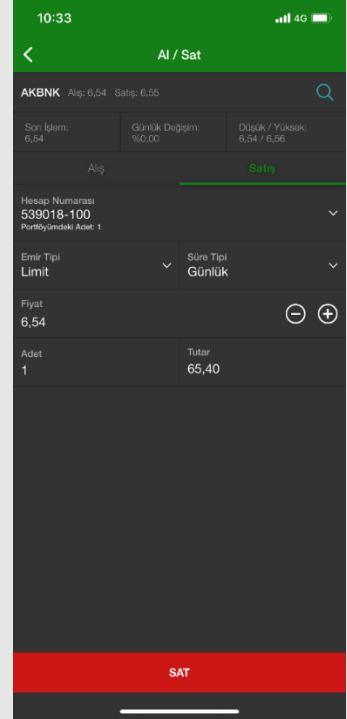 10:33 4G
Al / Sat
AKBNK Alış: 6,54 Satış: 6,55
Son İşlem: Günlük Değişim: Düşük / Yüksek:
6,54 %0,00 6,54 / 6,56
Alış Satış
Hesap Numarası
539018-100
Portföyümdeki Adet: 1
Emir Tipi Süre Tipi
Limit Günlük
Fiyat
6,54
Adet Tutar
1 65,40
SAT